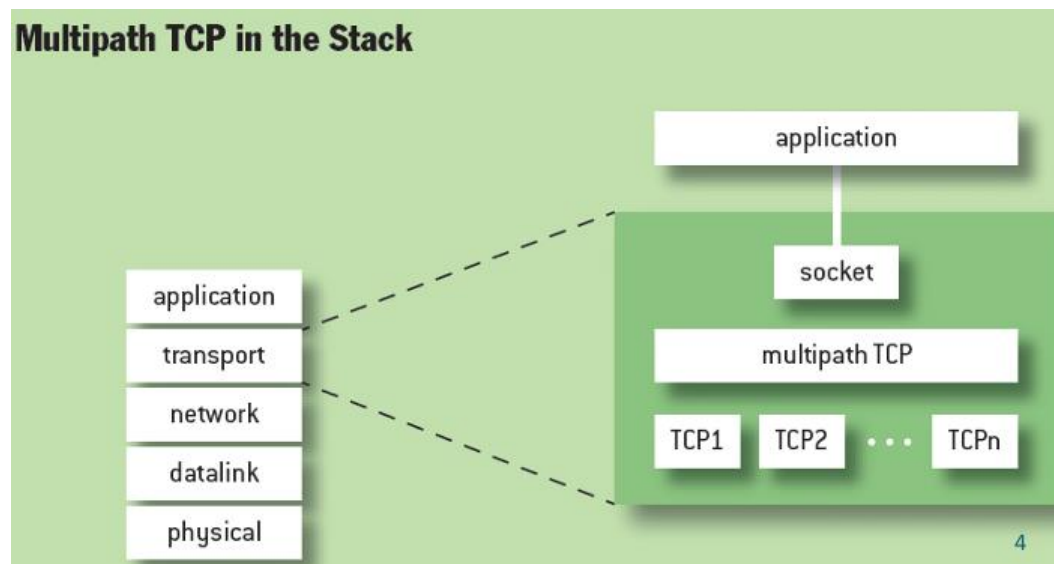 Multipath TCP in the Stack
application
transport
network
datalink
physical
application
socket
multipath TCP
TCP1 TCP2 ... TCPn
4